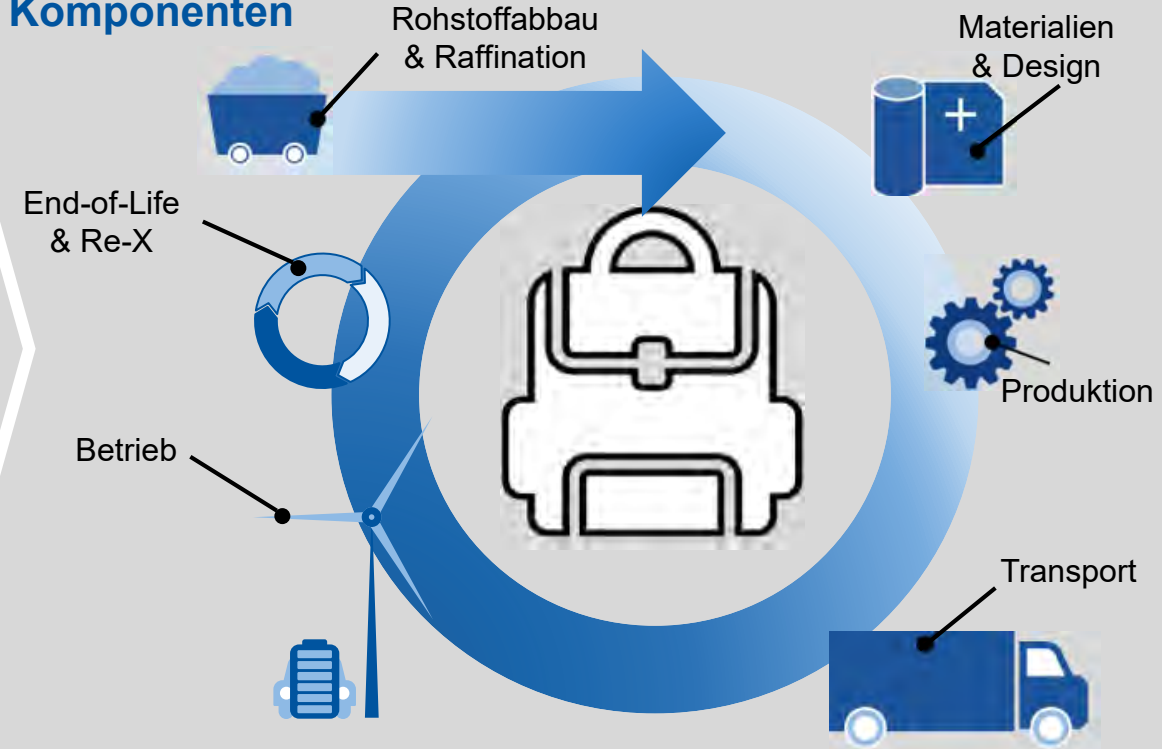 Komponenten
Rohstoffabbau
& Raffination
Materialien
& Design
End-of-Life
& Re-X
Produktion
Betrieb
Transport